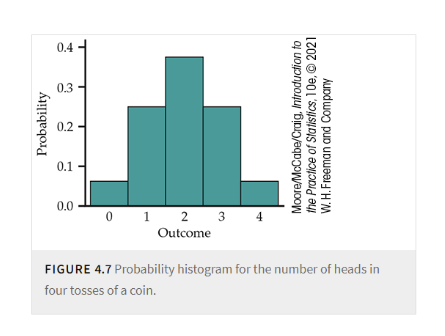 0.4
0.3
0.2
0.1
0.0
Probability
0 1 2 3 4
Outcome
Moore/McCabe/Craig, Introduction to
the Practice of Statistics, 10e, © 2021
W. H. Freeman and Company
FIGURE 4.7 Probability histogram for the number of heads in
four tosses of a coin.